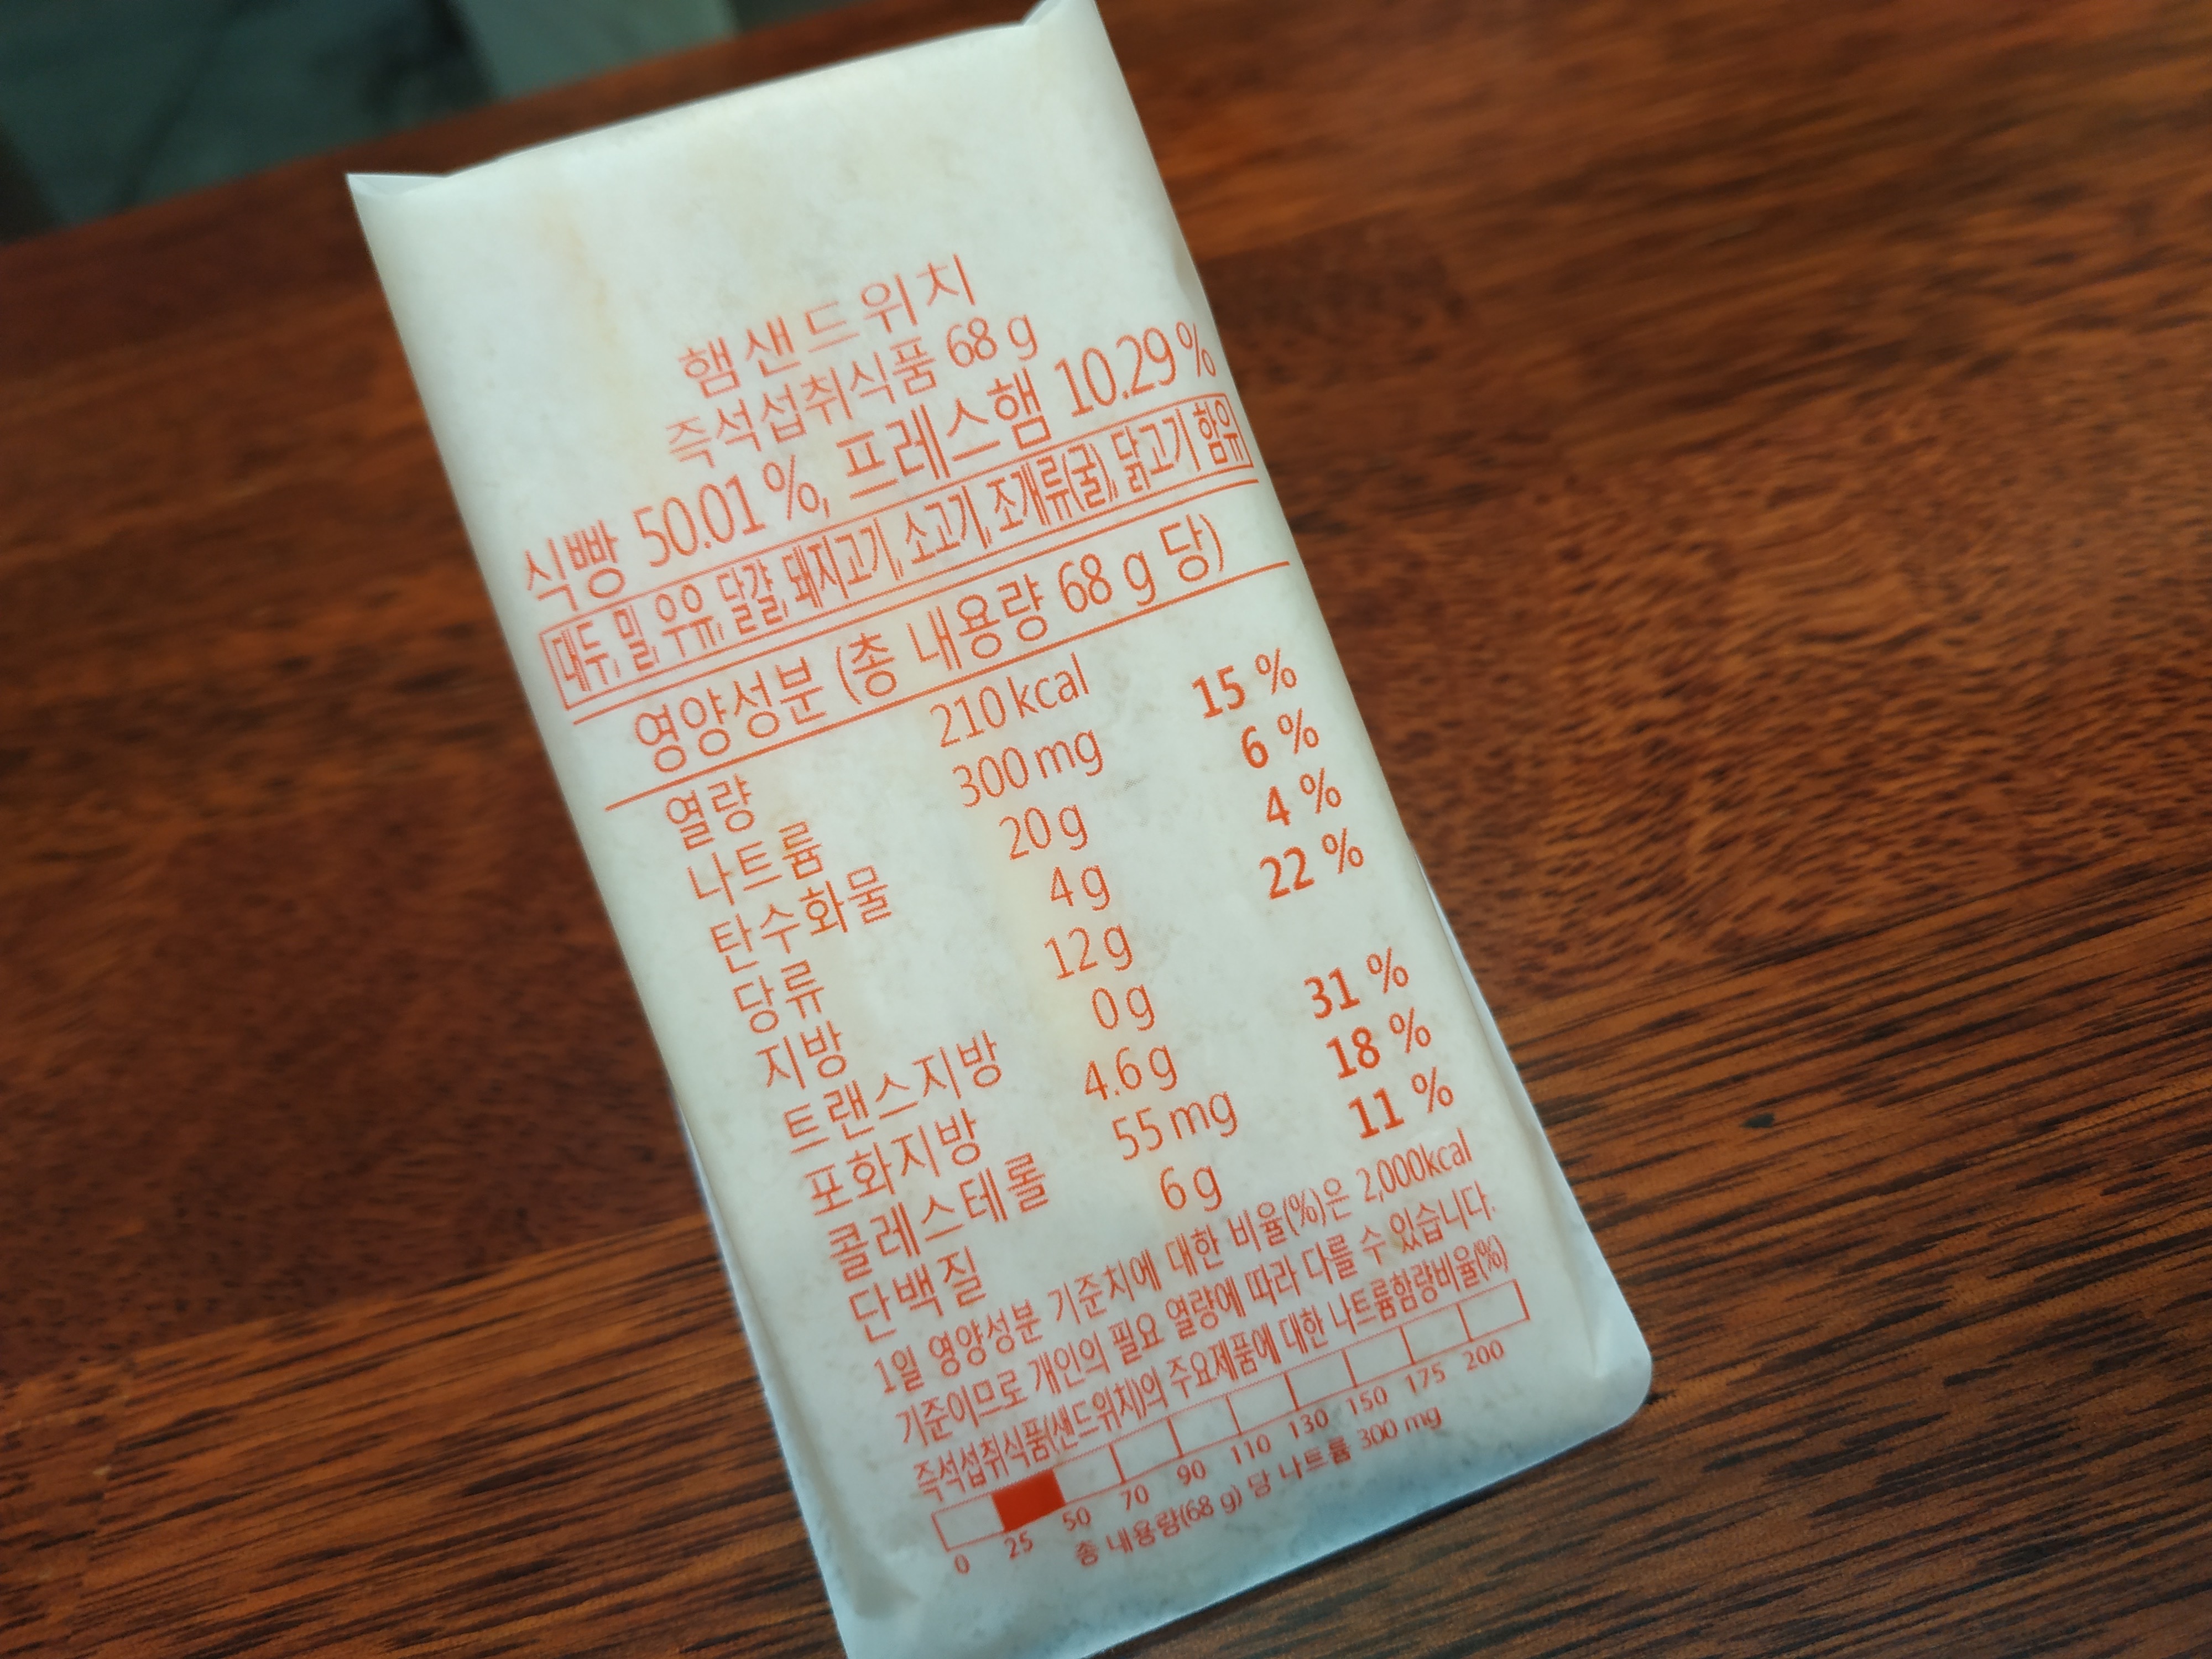 햄샌드위치
즉석섭취식품 68 g
식빵 50.01 %, 프레스햄 10.29 %
대두, 밀, 우유, 달걀, 돼지고기, 소고기, 조개류(굴), 닭고기 함유
영양성분 (총 내용량 68 g 당)
열량 210 kcal
나트륨 300 mg 15 %
탄수화물 20 g 6 %
당류 4 g 4 %
지방 12 g 22 %
트랜스지방 0 g
포화지방 4.6 g 31 %
콜레스테롤 55 mg 18 %
단백질 6 g 11 %
1일 영양성분 기준치에 대한 비율(%)은 2,000kcal
기준이므로 개인의 필요 열량에 따라 다를 수 있습니다.
즉석섭취식품(샌드위치)의 주요제품에 대한 나트륨함량비율(%)
0 25 50 70 90 110 130 150 175 200
총 내용량(68 g) 당 나트륨 300 mg